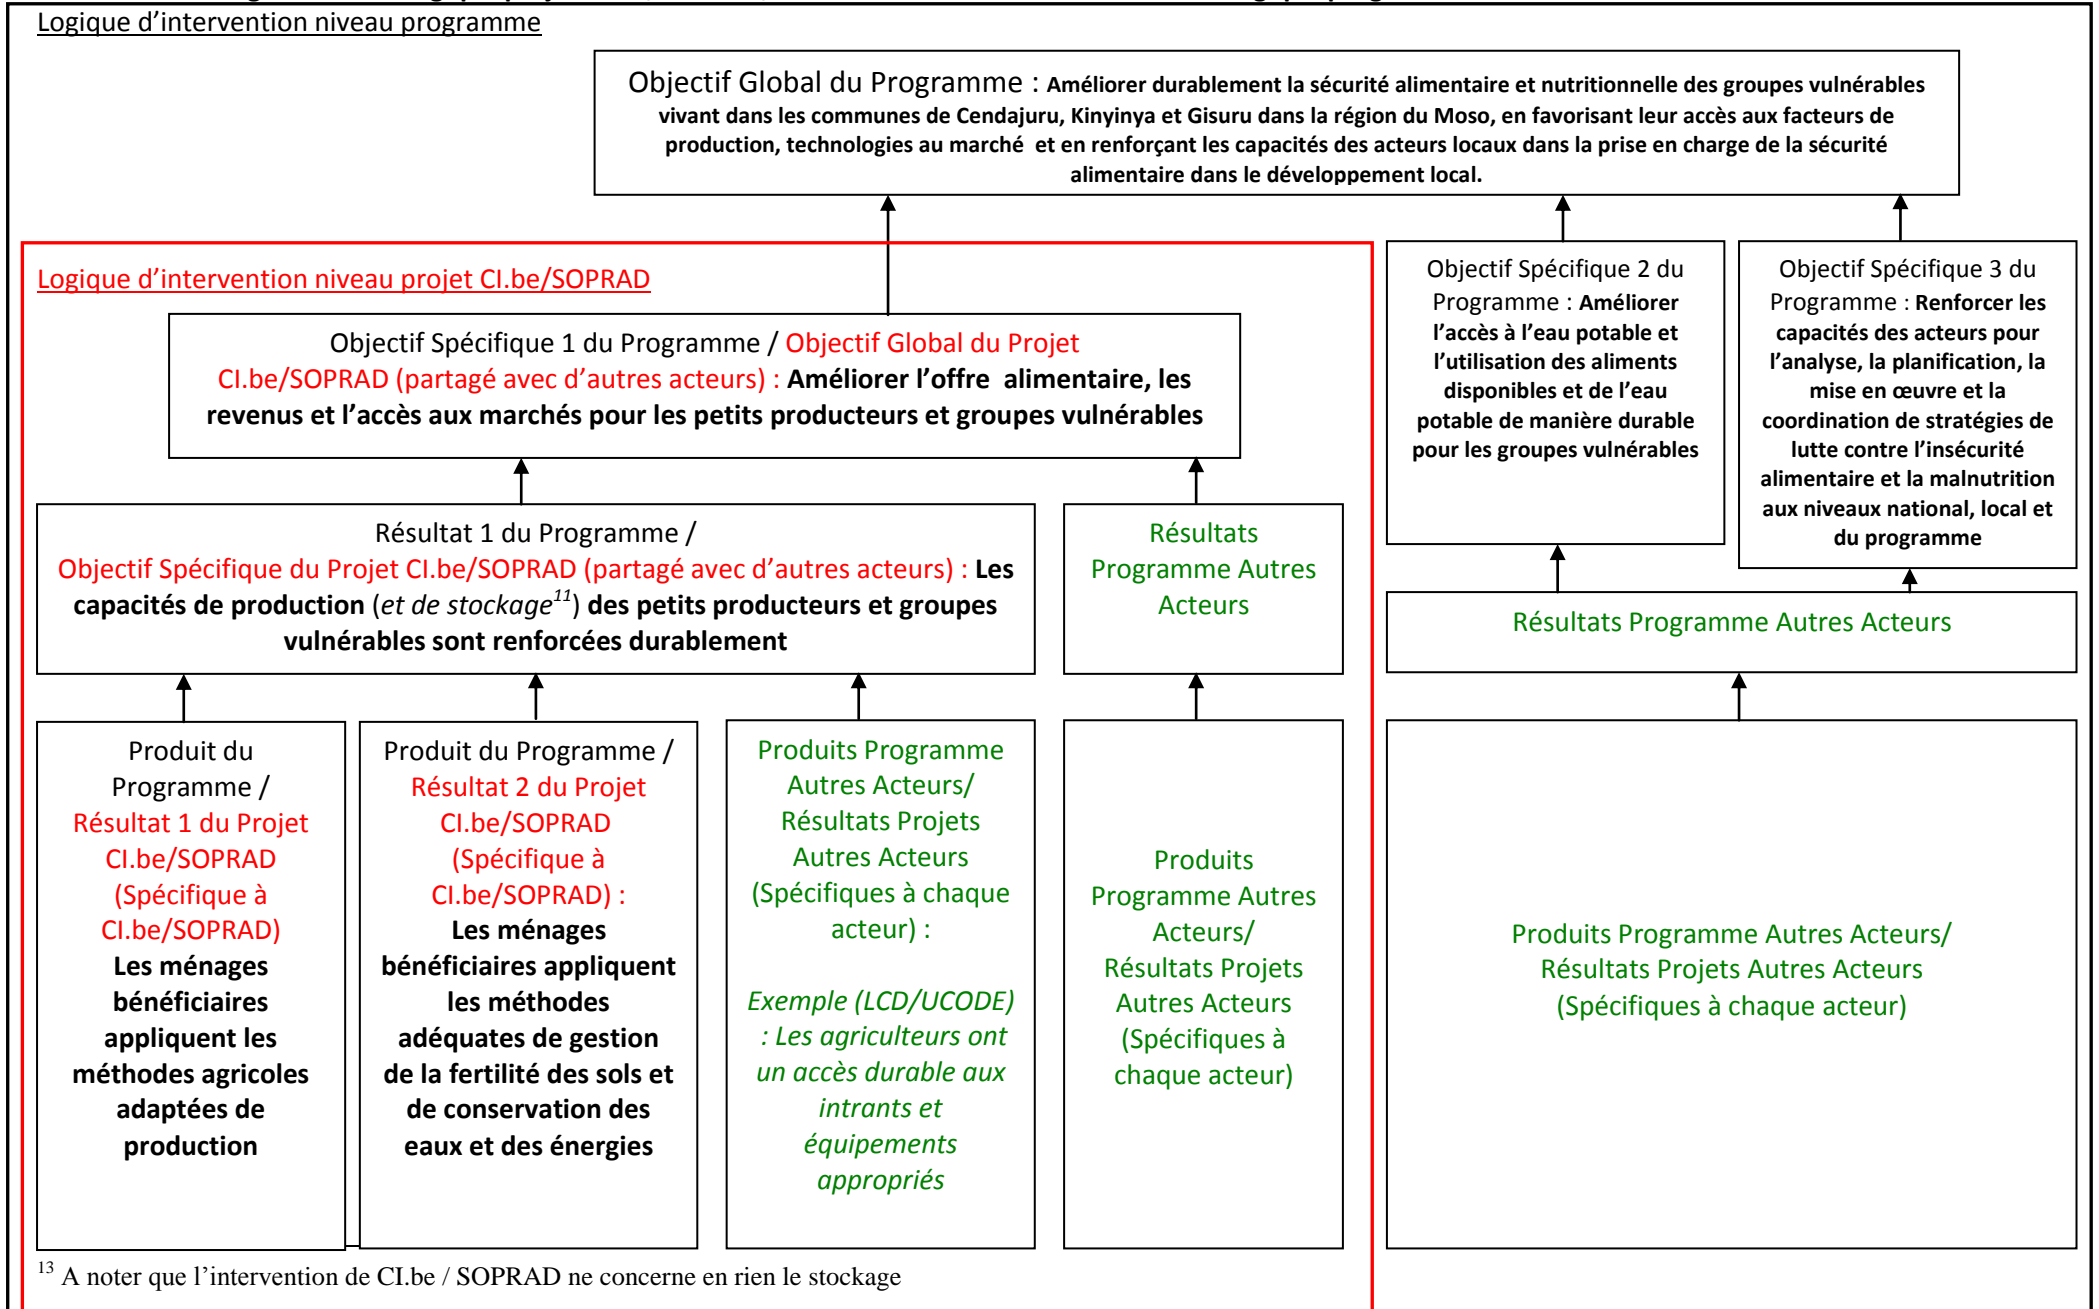 Logique d’intervention niveau programme
Objectif Global du Programme : Améliorer durablement la sécurité alimentaire et nutritionnelle des groupes vulnérables
vivant dans les communes de Cendajuru, Kinyinya et Gisuru dans la région du Moso, en favorisant leur accès aux facteurs de
production, technologies au marché et en renforçant les capacités des acteurs locaux dans la prise en charge de la sécurité
alimentaire dans le développement local.
Logique d’intervention niveau projet CI.be/SOPRAD
Objectif Spécifique 1 du Programme / Objectif Global du Projet
CI.be/SOPRAD (partagé avec d’autres acteurs) : Améliorer l’offre alimentaire, les
revenus et l’accès aux marchés pour les petits producteurs et groupes vulnérables
Objectif Spécifique 2 du
Programme : Améliorer
l’accès à l’eau potable et
l’utilisation des aliments
disponibles et de l’eau
potable de manière durable
pour les groupes vulnérables
Objectif Spécifique 3 du
Programme : Renforcer les
capacités des acteurs pour
l’analyse, la planification, la
mise en œuvre et la
coordination de stratégies de
lutte contre l’insécurité
alimentaire et la malnutrition
aux niveaux national, local et
du programme
Résultat 1 du Programme /
Objectif Spécifique du Projet CI.be/SOPRAD (partagé avec d’autres acteurs) : Les
capacités de production (et de stockage11) des petits producteurs et groupes
vulnérables sont renforcées durablement
Résultats
Programme Autres
Acteurs
Résultats Programme Autres Acteurs
Produit du
Programme /
Résultat 1 du Projet
CI.be/SOPRAD
(Spécifique à
CI.be/SOPRAD)
Les ménages
bénéficiaires
appliquent les
méthodes agricoles
adaptées de
production
Produit du Programme /
Résultat 2 du Projet
CI.be/SOPRAD
(Spécifique à
CI.be/SOPRAD) :
Les ménages
bénéficiaires appliquent
les méthodes
adéquates de gestion
de la fertilité des sols et
de conservation des
eaux et des énergies
Produits Programme
Autres Acteurs/
Résultats Projets
Autres Acteurs
(Spécifiques à chaque
acteur) :
Exemple (LCD/UCODE)
: Les agriculteurs ont
un accès durable aux
intrants et
équipements
appropriés
Produits
Programme Autres
Acteurs/
Résultats Projets
Autres Acteurs
(Spécifiques à
chaque acteur)
Produits Programme Autres Acteurs/
Résultats Projets Autres Acteurs
(Spécifiques à chaque acteur)
13 A noter que l’intervention de CI.be / SOPRAD ne concerne en rien le stockage